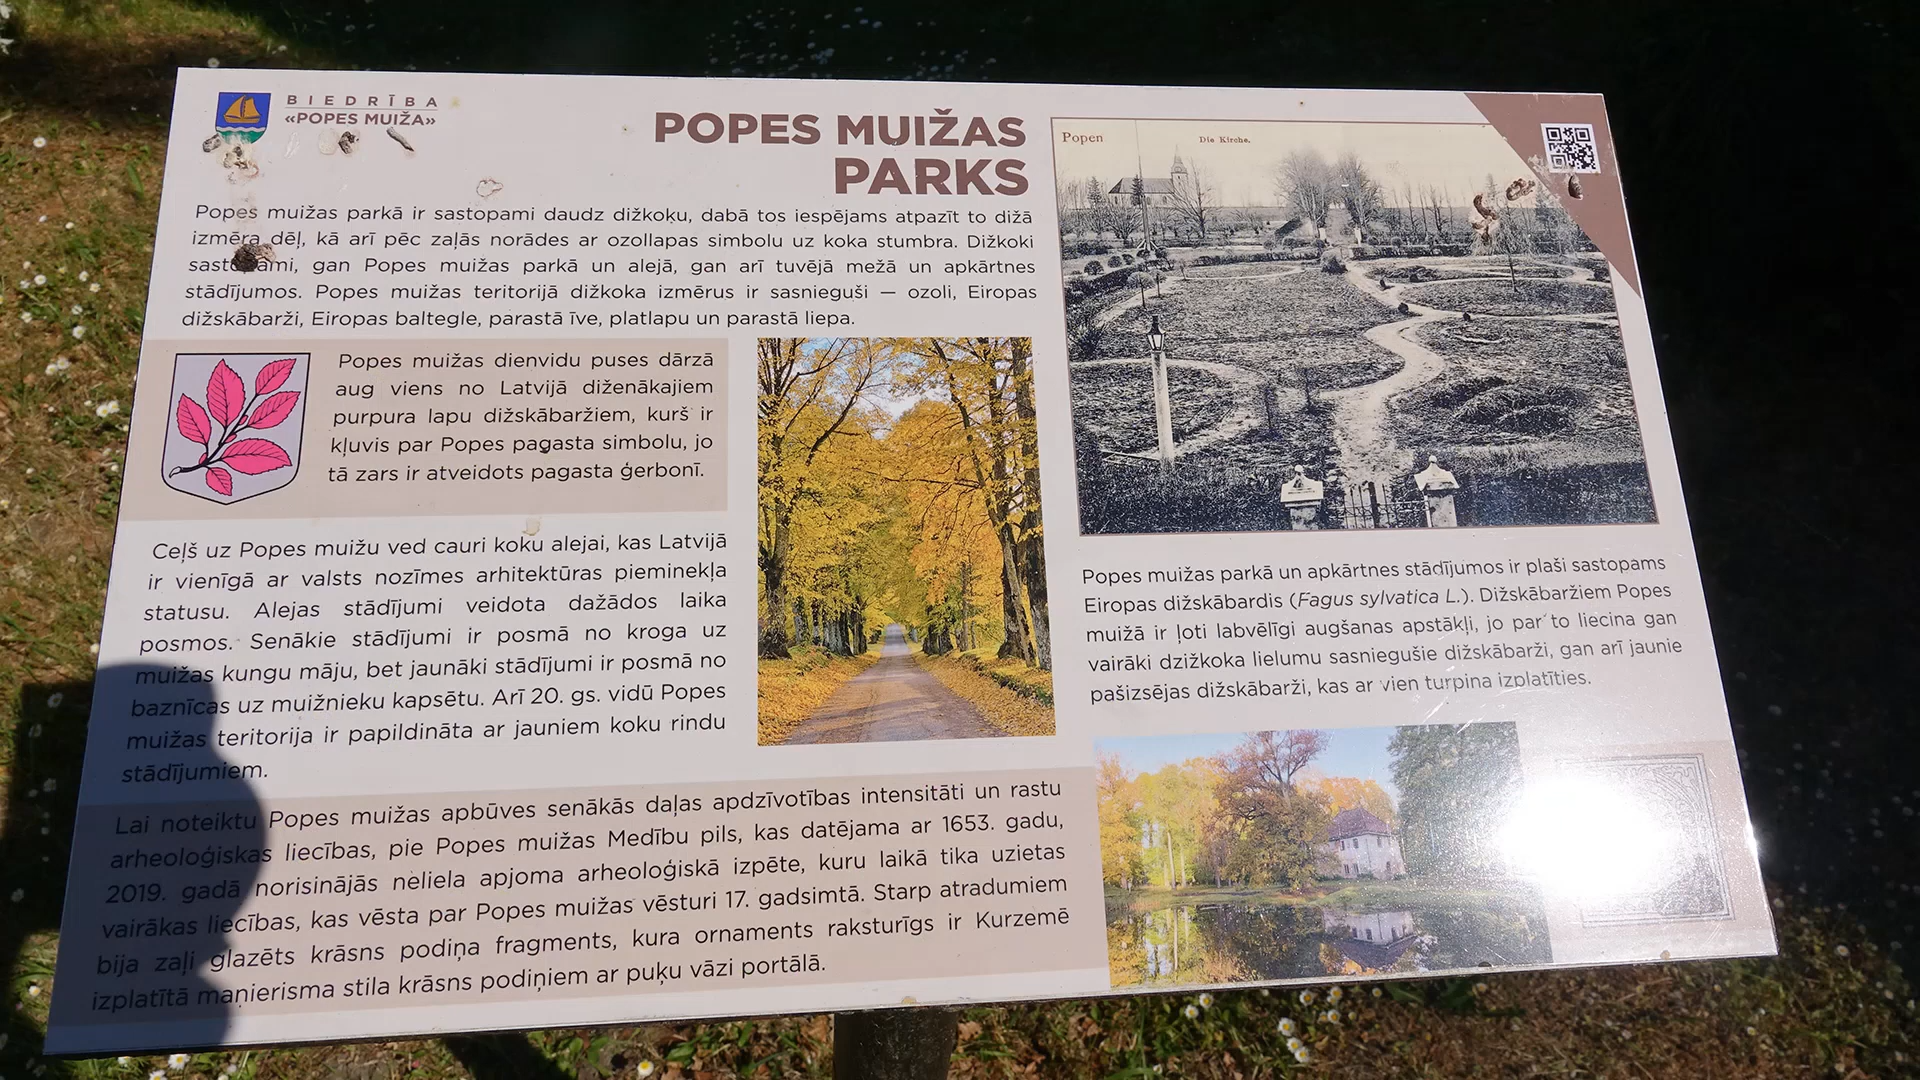 BIEDRĪBA
«POPES MUIŽA»
POPES MUIŽAS
PARKS
Popes muižas parkā ir sastopami daudz dižkoku, dabā tos iespējams atpazīt to dižā
izmēra dēļ, kā arī pēc zaļās norādes ar ozollapas simbolu uz koka stumbra. Dižkoki
sastopami, gan Popes muižas parkā un alejā, gan arī tuvējā mežā un apkārtnes
stādījumos. Popes muižas teritorijā dižkoka izmērus ir sasnieguši — ozoli, Eiropas
dižskābarži, Eiropas baltegle, parastā īve, platlapu un parastā liepa.
Popes muižas dienvidu puses dārzā
aug viens no Latvijā diženākajiem
purpura lapu dižskābaržiem, kurš ir
kļuvis par Popes pagasta simbolu, jo
tā zars ir atveidots pagasta ģerbonī.
Ceļš uz Popes muižu ved cauri koku alejai, kas Latvijā
ir vienīgā ar valsts nozīmes arhitektūras pieminekļa
statusu. Alejas stādījumi veidota dažādos laika
posmos. Senākie stādījumi ir posmā no kroga uz
muižas kungu māju, bet jaunāki stādījumi ir posmā no
baznīcas uz muižnieku kapsētu. Arī 20. gs. vidū Popes
muižas teritorija ir papildināta ar jauniem koku rindu
stādījumiem.
Lai noteiktu Popes muižas apbūves senākās daļas apdzīvotības intensitāti un rastu
arheoloģiskas liecības, pie Popes muižas Medību pils, kas datējama ar 1653. gadu,
2019. gadā norisinājās neliela apjoma arheoloģiskā izpēte, kuru laikā tika uzietas
vairākas liecības, kas vēsta par Popes muižas vēsturi 17. gadsimtā. Starp atradumiem
bija zaļi glazēts krāsns podiņa fragments, kura ornaments raksturīgs ir Kurzemē
izplatītā manierisma stila krāsns podiņiem ar puķu vāzi portālā.
Popen
Die Kirche.
Popes muižas parkā un apkārtnes stādījumos ir plaši sastopams
Eiropas dižskābardis (Fagus sylvatica L.). Dižskābaržiem Popes
muižā ir ļoti labvēlīgi augšanas apstākļi, jo par to liecina gan
vairāki dzižkoka lielumu sasniegušie dižskābarži, gan arī jaunie
pašizsējas dižskābarži, kas ar vien turpina izplatīties.